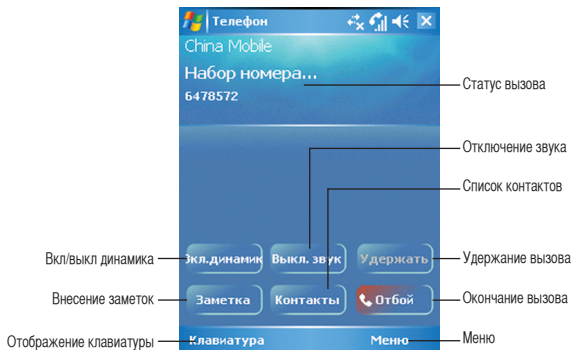 Телефон
China Mobile
Набор номера...
6478572
Статус вызова
Отключение звука
Список контактов
Вкл/выкл динамика
Вкл.динамик
Выкл. звук
Удержать
Удержание вызова
Внесение заметок
Заметка
Контакты
Отбой
Окончание вызова
Отображение клавиатуры
Клавиатура
Меню
Меню